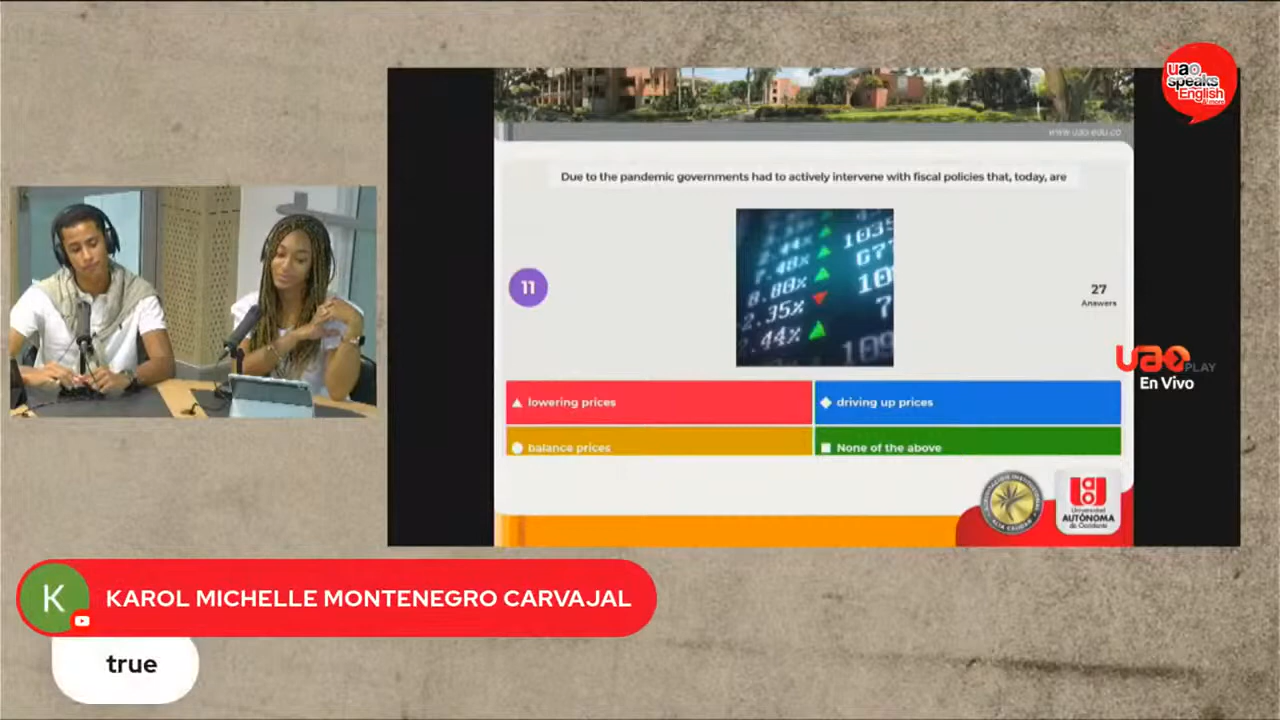 uao
speaks
English
& more
www.uao.edu.co
Due to the pandemic governments had to actively intervene with fiscal policies that, today, are
11
27
Answers
lowering prices
driving up prices
balance prices
None of the above
uao PLAY
En Vivo
Universidad
AUTÓNOMA
de Occidente
K
KAROL MICHELLE MONTENEGRO CARVAJAL
true